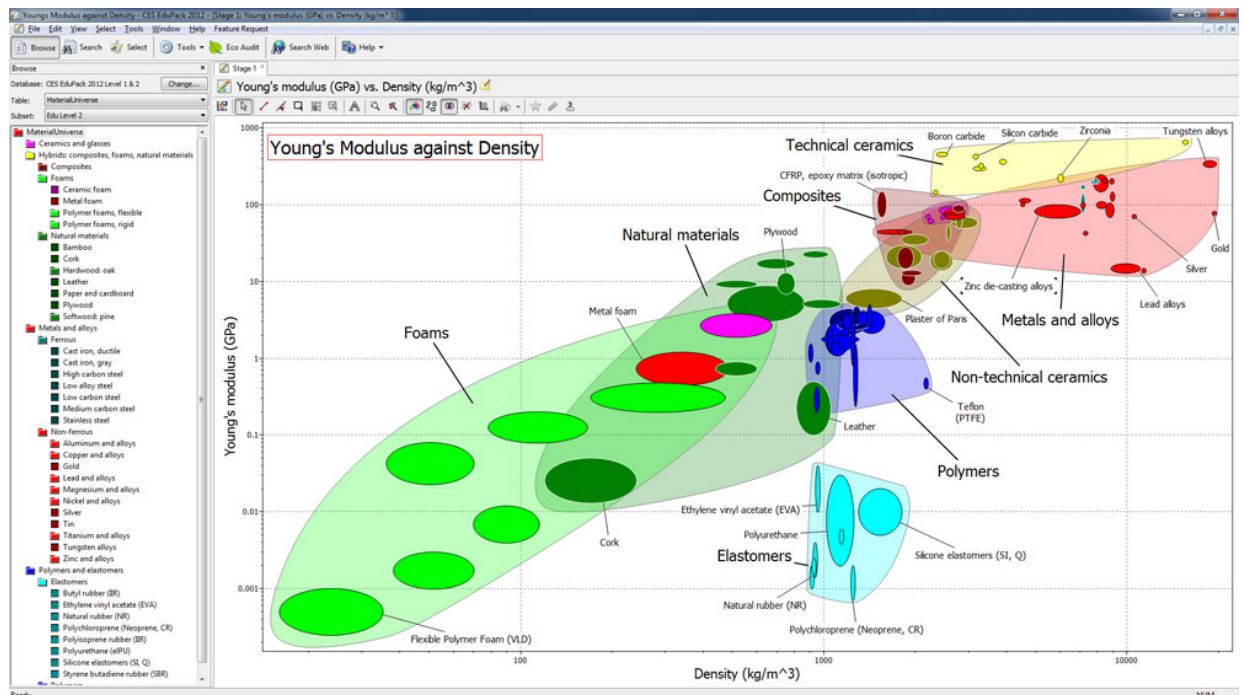 Youngs Modulus against Density - CES EduPack 2012 - [Stage 1: Young's modulus (GPa) vs. Density (kg/m^3)]
File Edit View Select Tools Window Help Feature Request
Browse Search Select Tools Eco Audit Search Web Help
Browse
Database: CES EduPack 2012 Level 1 & 2 Change...
Table: MaterialUniverse
Subset: Edu Level 2
MaterialUniverse
Ceramics and glasses
Hybrids: composites, foams, natural materials
Composites
Foams
Ceramic foam
Metal foam
Polymer foams, flexible
Polymer foams, rigid
Natural materials
Bamboo
Cork
Hardwood: oak
Leather
Paper and cardboard
Plywood
Softwood: pine
Metals and alloys
Ferrous
Cast iron, ductile
Cast iron, gray
High carbon steel
Low alloy steel
Low carbon steel
Medium carbon steel
Stainless steel
Non-ferrous
Aluminum and alloys
Copper and alloys
Gold
Lead and alloys
Magnesium and alloys
Nickel and alloys
Silver
Tin
Titanium and alloys
Tungsten alloys
Zinc and alloys
Polymers and elastomers
Elastomers
Butyl rubber (IIR)
Ethylene vinyl acetate (EVA)
Natural rubber (NR)
Polychloroprene (Neoprene, CR)
Polyisoprene rubber (IIR)
Polyurethane (elPU)
Silicone elastomers (SI, Q)
Styrene butadiene rubber (SBR)
Polymers
Stage 1
Young's modulus (GPa) vs. Density (kg/m^3)
Young's Modulus against Density
Technical ceramics
Boron carbide
Silicon carbide
Zirconia
Tungsten alloys
CFRP, epoxy matrix (isotropic)
Composites
Natural materials
Plywood
Gold
Silver
Zinc die-casting alloys
Lead alloys
Metal foam
Foams
Plaster of Paris
Metals and alloys
Non-technical ceramics
Teflon
(PTFE)
Leather
Polymers
Ethylene vinyl acetate (EVA)
Cork
Polyurethane
Silicone elastomers (SI, Q)
Elastomers
Natural rubber (NR)
Polychloroprene (Neoprene, CR)
Flexible Polymer Foam (VLD)
Young's modulus (GPa)
1000
100
10
1
0.1
0.01
0.001
100 1000 10000
Density (kg/m^3)
Ready NUM